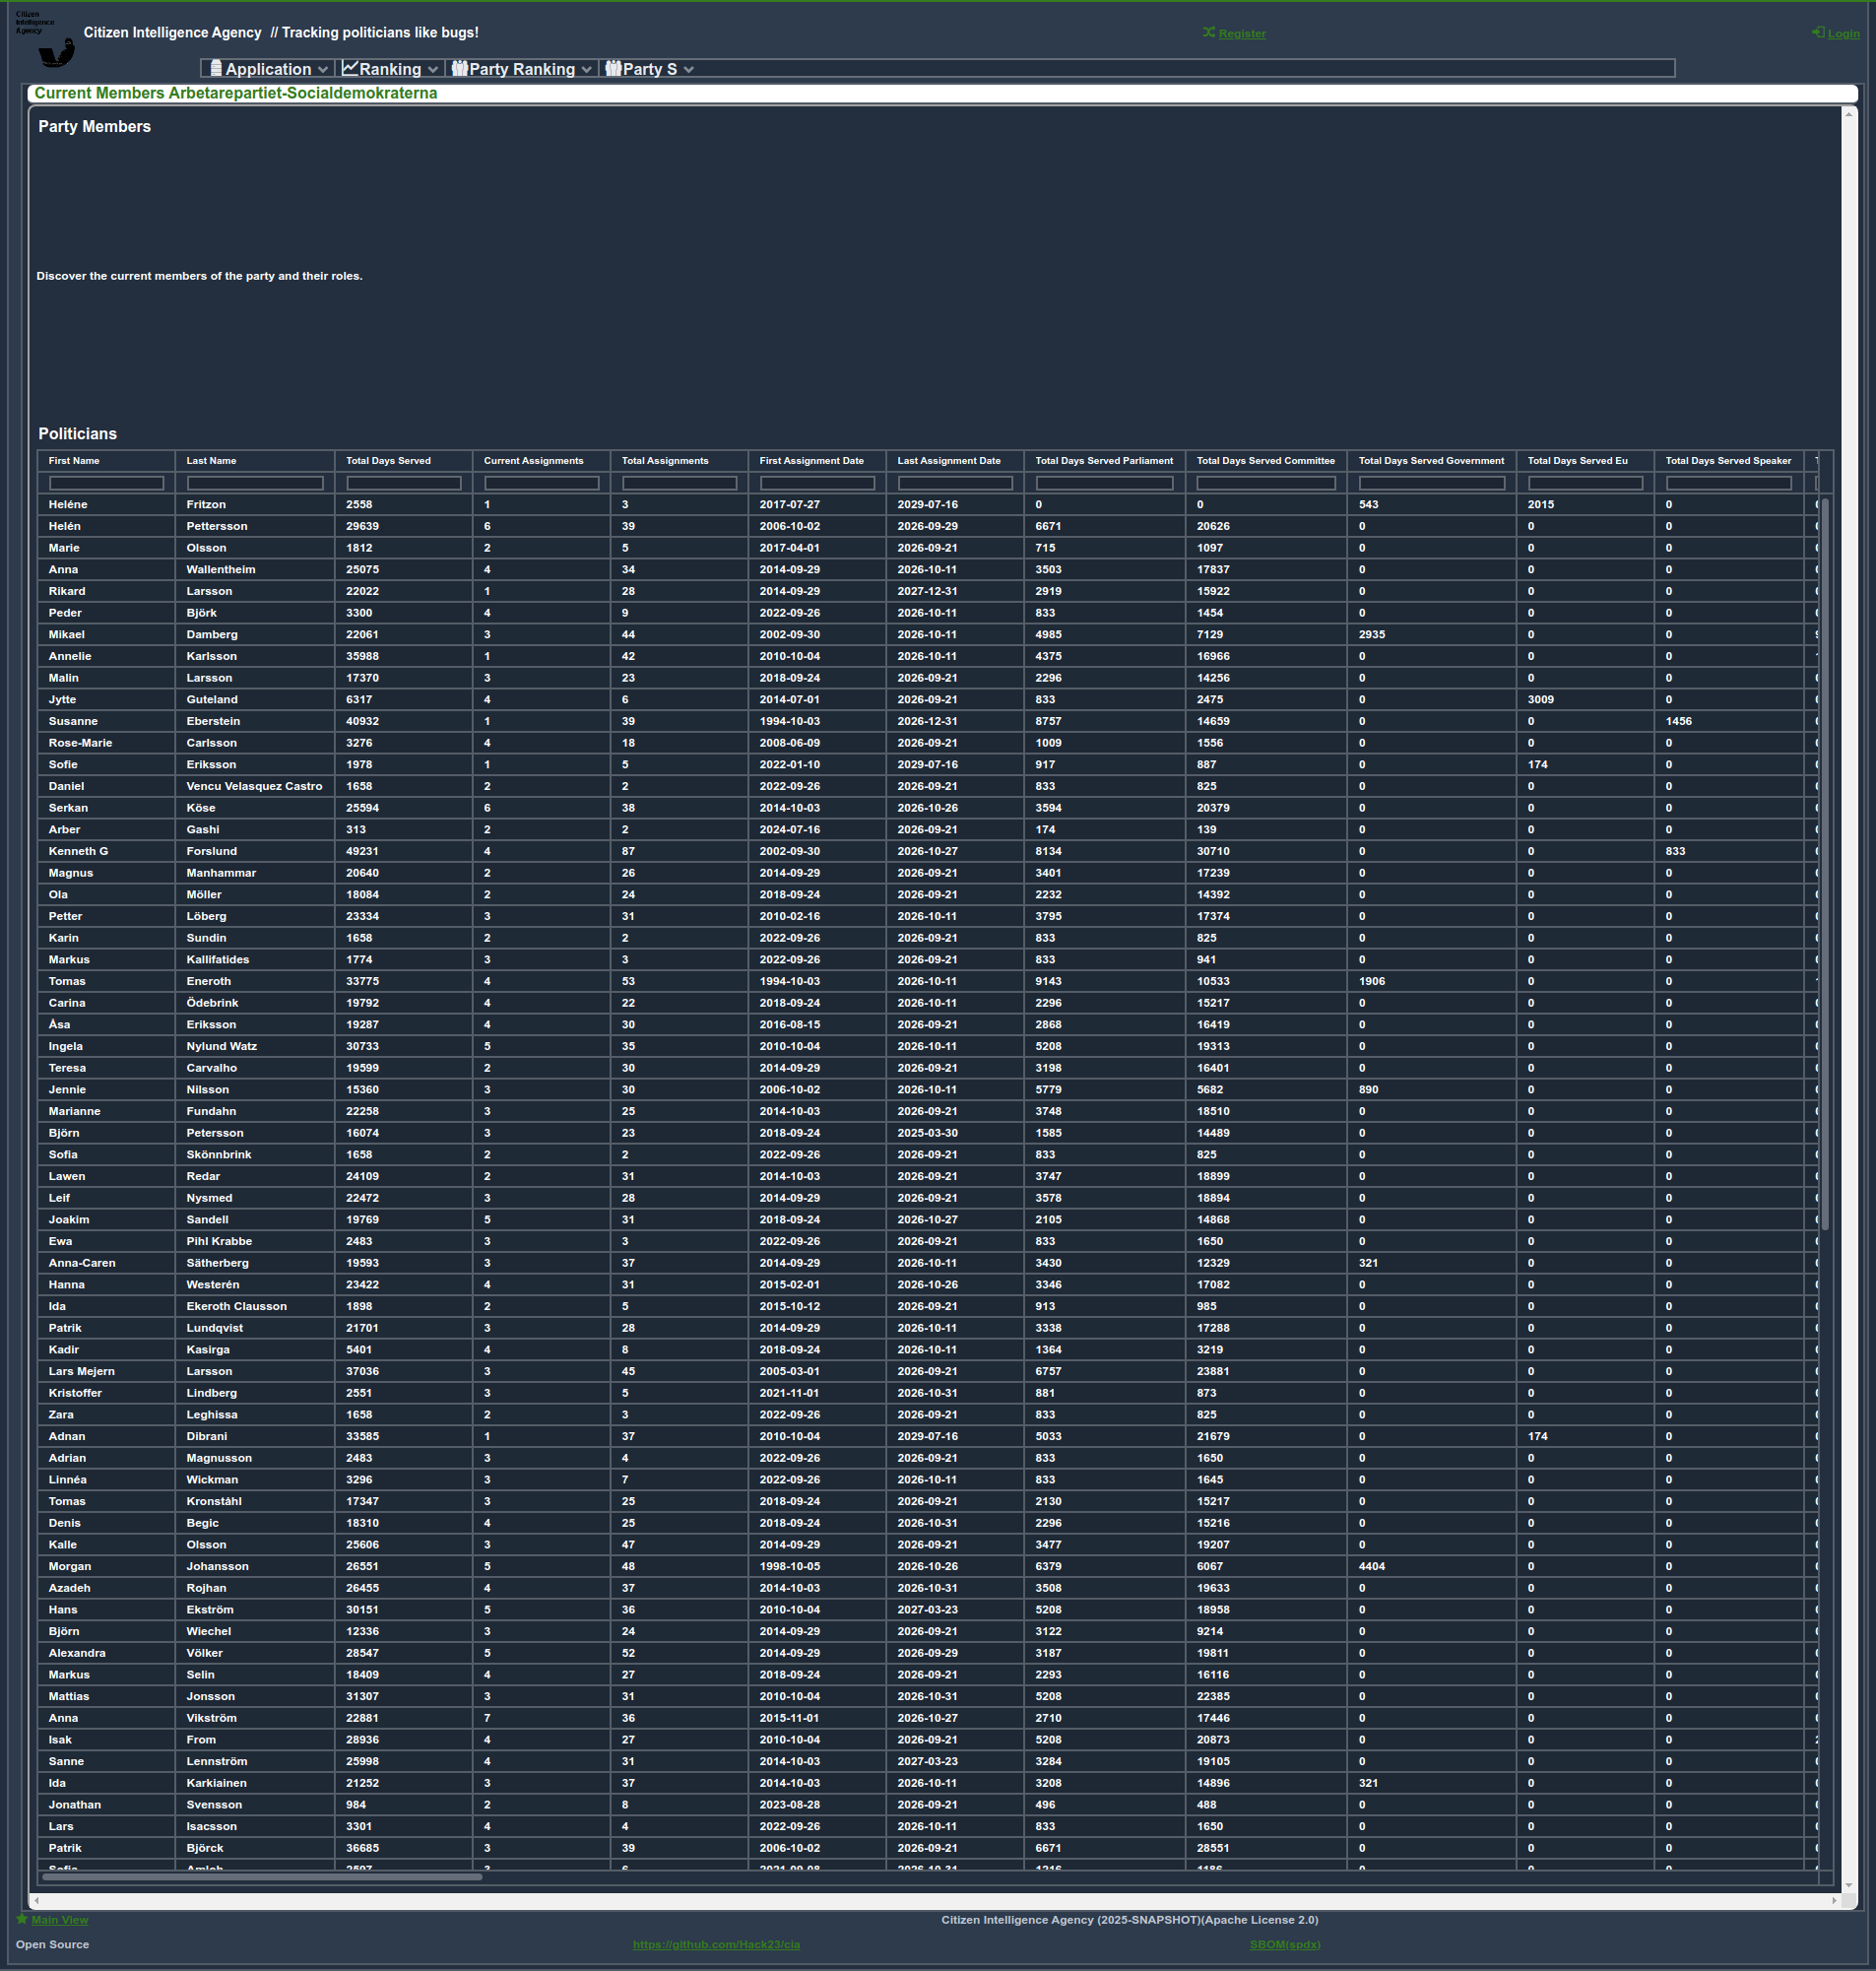 Citizen
Intelligence
Agency
Citizen Intelligence Agency // Tracking politicians like bugs!
Register
Login
Application Ranking Party Ranking Party S
Current Members Arbetarepartiet-Socialdemokraterna
Party Members
Discover the current members of the party and their roles.
Politicians
First Name Last Name Total Days Served Current Assignments Total Assignments First Assignment Date Last Assignment Date Total Days Served Parliament Total Days Served Committee Total Days Served Government Total Days Served Eu Total Days Served Speaker
Heléne Fritzon 2558 1 3 2017-07-27 2029-07-16 0 0 543 2015 0
Helén Pettersson 29639 6 39 2006-10-02 2026-09-29 6671 20626 0 0 0
Marie Olsson 1812 2 5 2017-04-01 2026-09-21 715 1097 0 0 0
Anna Wallentheim 25075 4 34 2014-09-29 2026-10-11 3503 17837 0 0 0
Rikard Larsson 22022 1 28 2014-09-29 2027-12-31 2919 15922 0 0 0
Peder Björk 3300 4 9 2022-09-26 2026-10-11 833 1454 0 0 0
Mikael Damberg 22061 3 44 2002-09-30 2026-10-11 4985 7129 2935 0 0
Annelie Karlsson 35988 1 42 2010-10-04 2026-10-11 4375 16966 0 0 0
Malin Larsson 17370 3 23 2018-09-24 2026-09-21 2296 14256 0 0 0
Jytte Guteland 6317 4 6 2014-07-01 2026-09-21 833 2475 0 3009 0
Susanne Eberstein 40932 1 39 1994-10-03 2026-12-31 8757 14659 0 0 1456
Rose-Marie Carlsson 3276 4 18 2008-06-09 2026-09-21 1009 1556 0 0 0
Sofie Eriksson 1978 1 5 2022-01-10 2029-07-16 917 887 0 174 0
Daniel Vencu Velasquez Castro 1658 2 2 2022-09-26 2026-09-21 833 825 0 0 0
Serkan Köse 25594 6 38 2014-10-03 2026-10-26 3594 20379 0 0 0
Arber Gashi 313 2 2 2024-07-16 2026-09-21 174 139 0 0 0
Kenneth G Forslund 49231 4 87 2002-09-30 2026-10-27 8134 30710 0 0 833
Magnus Manhammar 20640 2 26 2014-09-29 2026-09-21 3401 17239 0 0 0
Ola Möller 18084 2 24 2018-09-24 2026-09-21 2232 14392 0 0 0
Petter Löberg 23334 3 31 2010-02-16 2026-10-11 3795 17374 0 0 0
Karin Sundin 1658 2 2 2022-09-26 2026-09-21 833 825 0 0 0
Markus Kallifatides 1774 3 3 2022-09-26 2026-09-21 833 941 0 0 0
Tomas Eneroth 33775 4 53 1994-10-03 2026-10-11 9143 10533 1906 0 0
Carina Ödebrink 19792 4 22 2018-09-24 2026-10-11 2296 15217 0 0 0
Åsa Eriksson 19287 4 30 2016-08-15 2026-09-21 2868 16419 0 0 0
Ingela Nylund Watz 30733 5 35 2010-10-04 2026-10-11 5208 19313 0 0 0
Teresa Carvalho 19599 2 30 2014-09-29 2026-09-21 3198 16401 0 0 0
Jennie Nilsson 15360 3 30 2006-10-02 2026-10-11 5779 5682 890 0 0
Marianne Fundahn 22258 3 25 2014-10-03 2026-09-21 3748 18510 0 0 0
Björn Petersson 16074 3 23 2018-09-24 2025-03-30 1585 14489 0 0 0
Sofia Skönnbrink 1658 2 2 2022-09-26 2026-09-21 833 825 0 0 0
Lawen Redar 24109 2 31 2014-10-03 2026-09-21 3747 18899 0 0 0
Leif Nysmed 22472 3 28 2014-09-29 2026-09-21 3578 18894 0 0 0
Joakim Sandell 19769 5 31 2018-09-24 2026-10-27 2105 14868 0 0 0
Ewa Pihl Krabbe 2483 3 3 2022-09-26 2026-09-21 833 1650 0 0 0
Anna-Caren Sätherberg 19593 3 37 2014-09-29 2026-10-11 3430 12329 321 0 0
Hanna Westerén 23422 4 31 2015-02-01 2026-10-26 3346 17082 0 0 0
Ida Ekeroth Clausson 1898 2 5 2015-10-12 2026-09-21 913 985 0 0 0
Patrik Lundqvist 21701 3 28 2014-09-29 2026-10-11 3338 17288 0 0 0
Kadir Kasirga 5401 4 8 2018-09-24 2026-10-11 1364 3219 0 0 0
Lars Mejern Larsson 37036 3 45 2005-03-01 2026-09-21 6757 23881 0 0 0
Kristoffer Lindberg 2551 3 5 2021-11-01 2026-10-31 881 873 0 0 0
Zara Leghissa 1658 2 3 2022-09-26 2026-09-21 833 825 0 0 0
Adnan Dibrani 33585 1 37 2010-10-04 2029-07-16 5033 21679 0 174 0
Adrian Magnusson 2483 3 4 2022-09-26 2026-09-21 833 1650 0 0 0
Linnéa Wickman 3296 3 7 2022-09-26 2026-10-11 833 1645 0 0 0
Tomas Kronståhl 17347 3 25 2018-09-24 2026-09-21 2130 15217 0 0 0
Denis Begic 18310 4 25 2018-09-24 2026-10-31 2296 15216 0 0 0
Kalle Olsson 25606 3 47 2014-09-29 2026-09-21 3477 19207 0 0 0
Morgan Johansson 26551 5 48 1998-10-05 2026-10-26 6379 6067 4404 0 0
Azadeh Rojhan 26455 4 37 2014-10-03 2026-10-31 3508 19633 0 0 0
Hans Ekström 30151 5 36 2010-10-04 2027-03-23 5208 18958 0 0 0
Björn Wiechel 12336 3 24 2014-09-29 2026-09-21 3122 9214 0 0 0
Alexandra Völker 28547 5 52 2014-09-29 2026-09-29 3187 19811 0 0 0
Markus Selin 18409 4 27 2018-09-24 2026-09-21 2293 16116 0 0 0
Mattias Jonsson 31307 3 31 2010-10-04 2026-10-31 5208 22385 0 0 0
Anna Vikström 22881 7 36 2015-11-01 2026-10-27 2710 17446 0 0 0
Isak From 28936 4 27 2010-10-04 2026-09-21 5208 20873 0 0 0
Sanne Lennström 25998 4 31 2014-10-03 2027-03-23 3284 19105 0 0 0
Ida Karkiainen 21252 3 37 2014-10-03 2026-10-11 3208 14896 321 0 0
Jonathan Svensson 984 2 8 2023-08-28 2026-09-21 496 488 0 0 0
Lars Isacsson 3301 4 4 2022-09-26 2026-10-11 833 1650 0 0 0
Patrik Björck 36685 3 39 2006-10-02 2026-09-21 6671 28551 0 0 0
Main View
Citizen Intelligence Agency (2025-SNAPSHOT)(Apache License 2.0)
Open Source
https://github.com/Hack23/cia
SBOM(spdx)